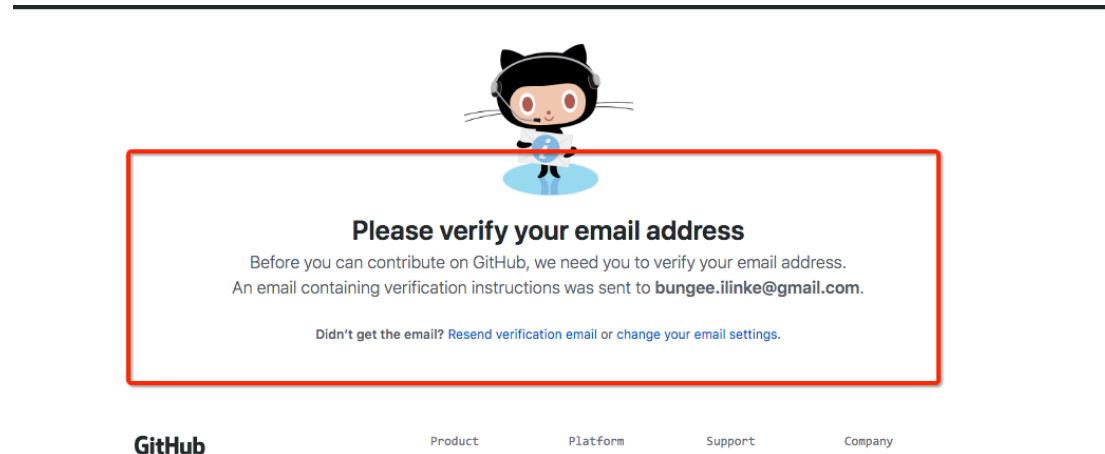 Please verify your email address
Before you can contribute on GitHub, we need you to verify your email address.
An email containing verification instructions was sent to bungee.ilinke@gmail.com.
Didn't get the email? Resend verification email or change your email settings.
GitHub Product Platform Support Company